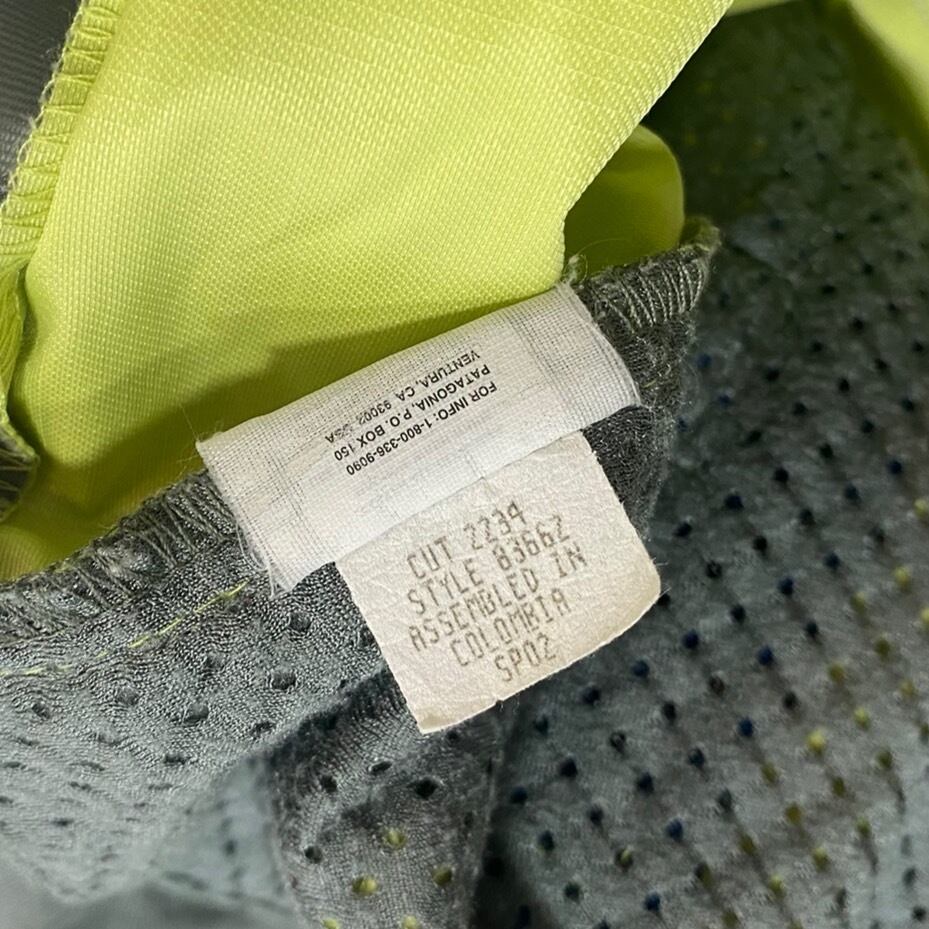 FOR INFO: 1-800-336-9090
PATAGONIA, P.O. BOX 150
VENTURA, CA 93002 USA
CUT 2234
STYLE 83662
ASSEMBLED IN
COLOMBIA
SP02